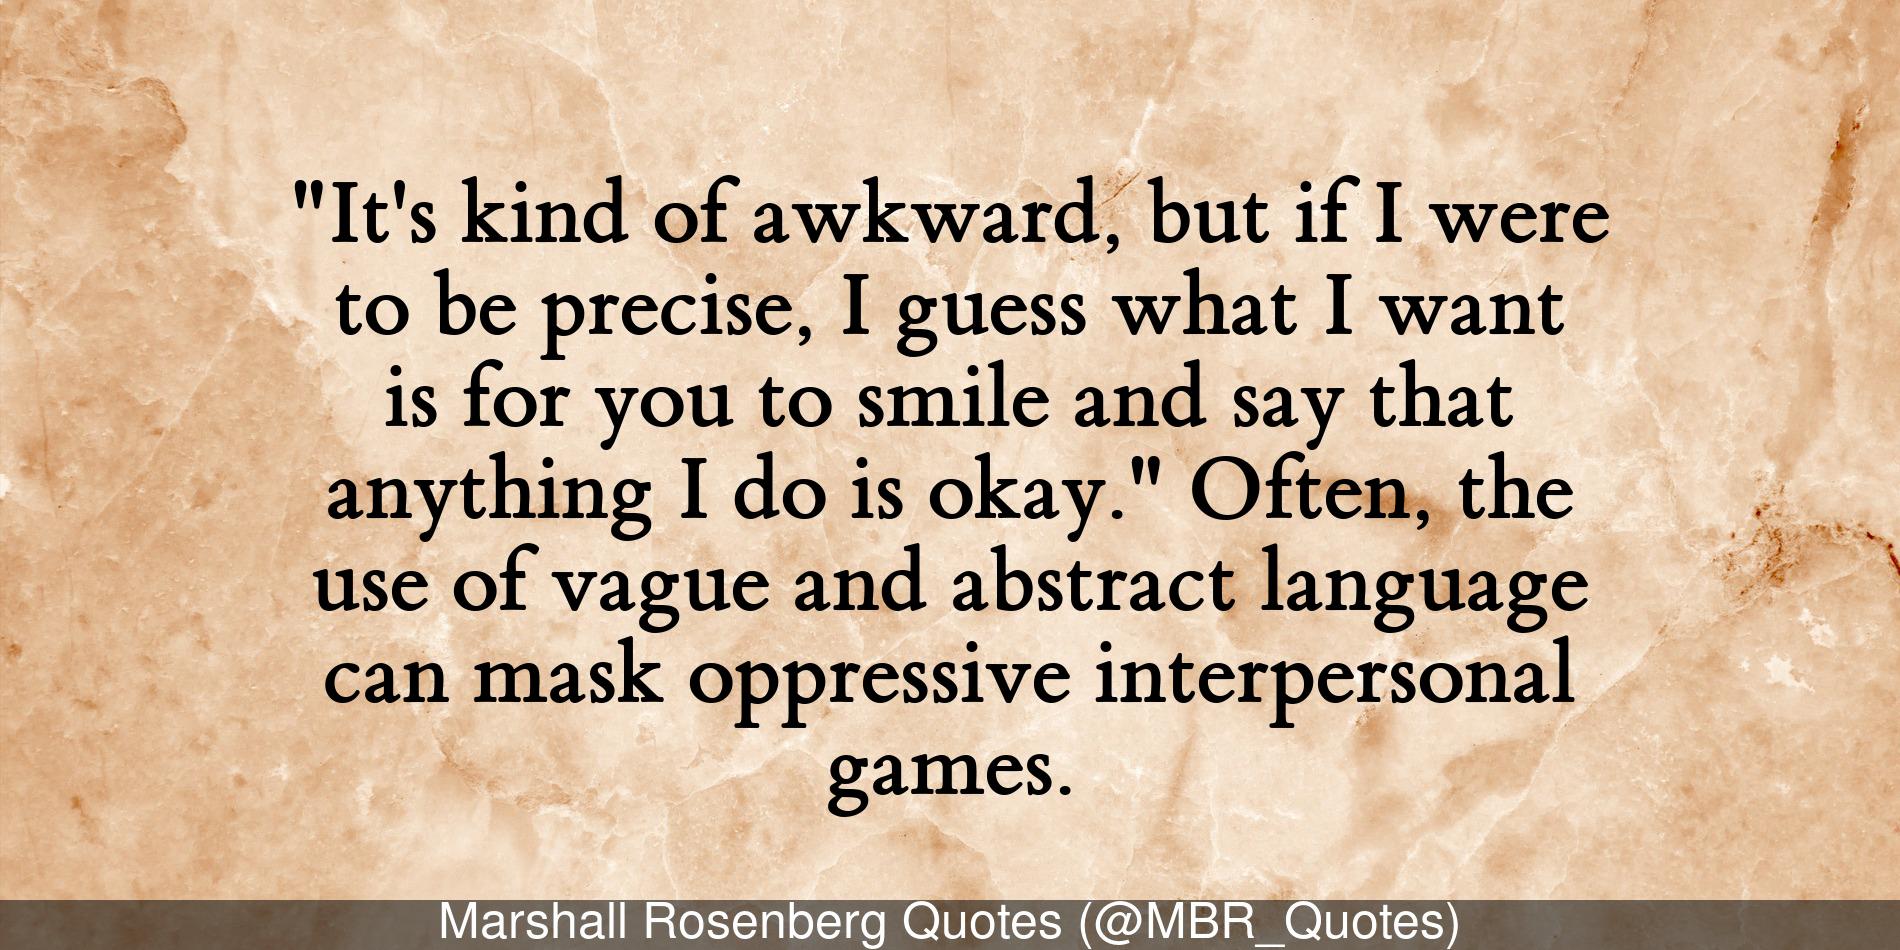 "It's kind of awkward, but if I were
to be precise, I guess what I want
is for you to smile and say that
anything I do is okay." Often, the
use of vague and abstract language
can mask oppressive interpersonal
games.
Marshall Rosenberg Quotes (@MBR_Quotes)